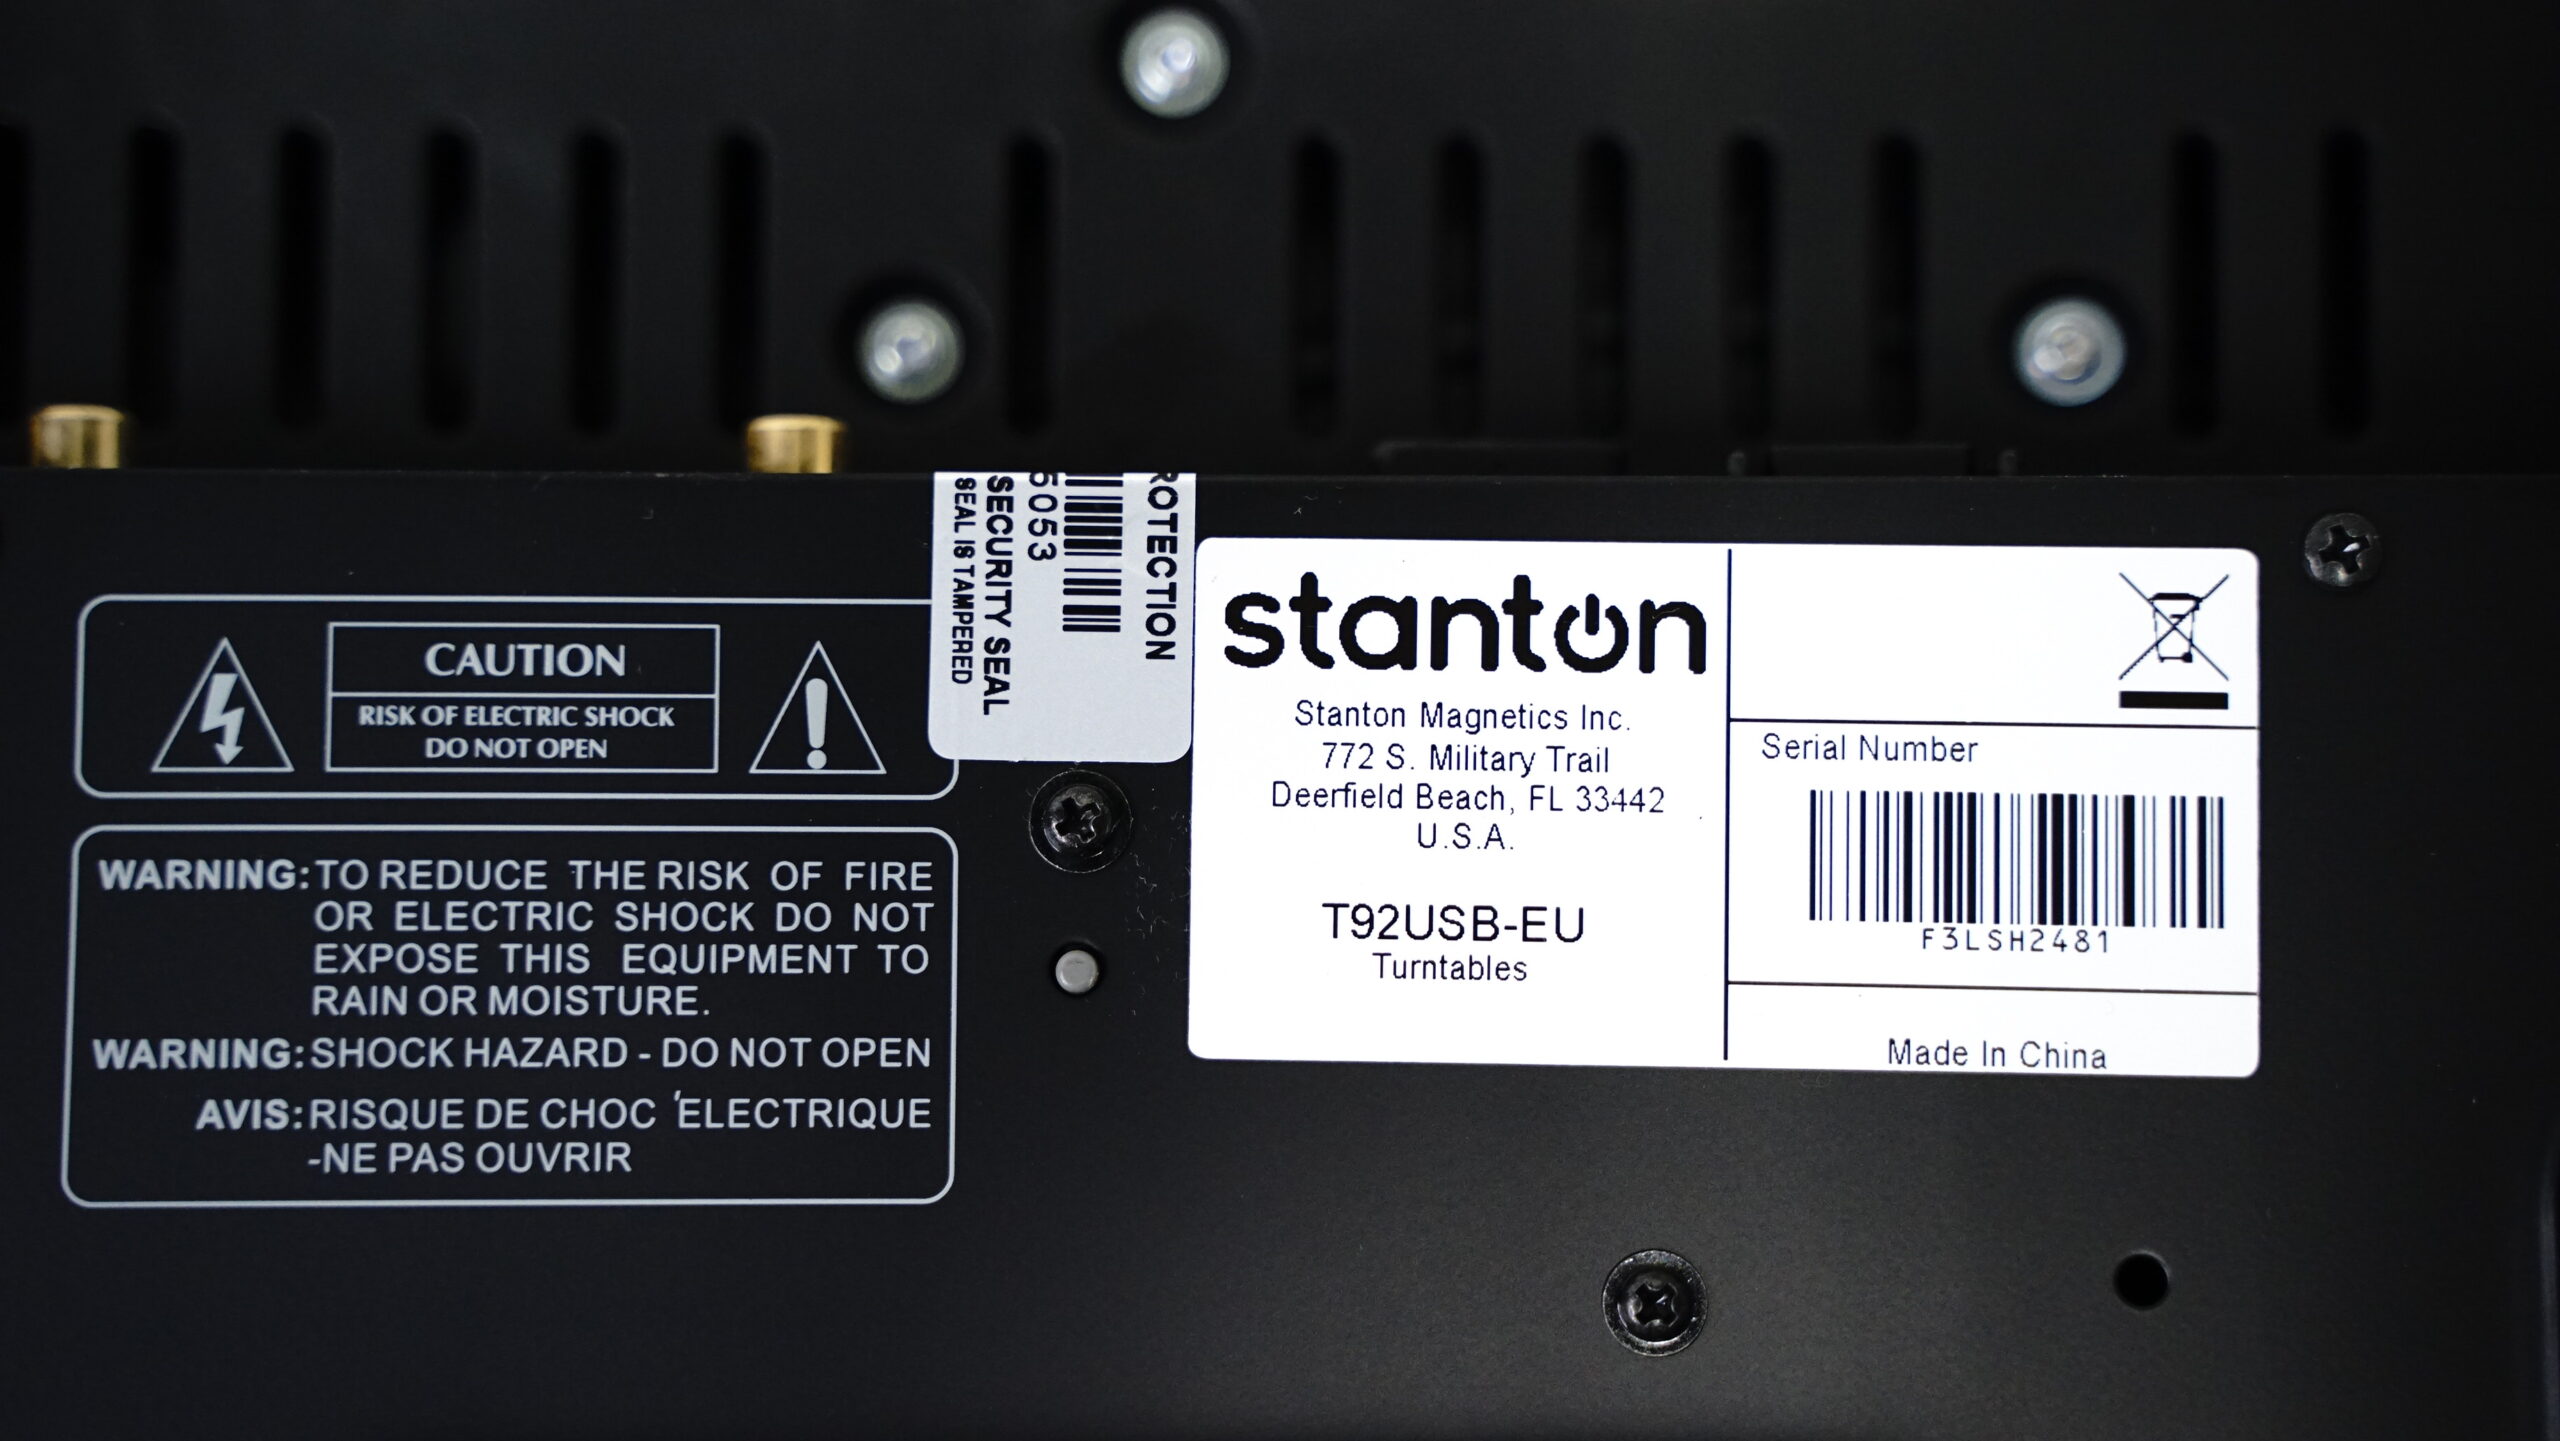 CAUTION
RISK OF ELECTRIC SHOCK
DO NOT OPEN
WARNING: TO REDUCE THE RISK OF FIRE
OR ELECTRIC SHOCK DO NOT
EXPOSE THIS EQUIPMENT TO
RAIN OR MOISTURE.
WARNING: SHOCK HAZARD - DO NOT OPEN
AVIS: RISQUE DE CHOC 'ELECTRIQUE
-NE PAS OUVRIR
ROTECTION
5053
SECURITY SEAL
SEAL IS TAMPERED
stanton
Stanton Magnetics Inc.
772 S. Military Trail
Deerfield Beach, FL 33442
U.S.A.
T92USB-EU
Turntables
Serial Number
F3LSH2481
Made In China